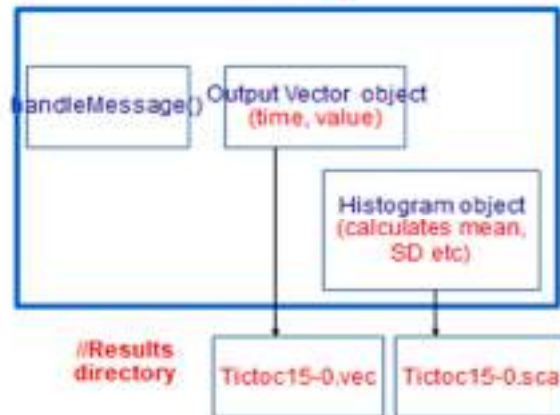 handleMessage()
Output Vector object
(time, value)
Histogram object
(calculates mean,
SD etc)
//Results
directory
Tictoc15-0.vec
Tictoc15-0.sca